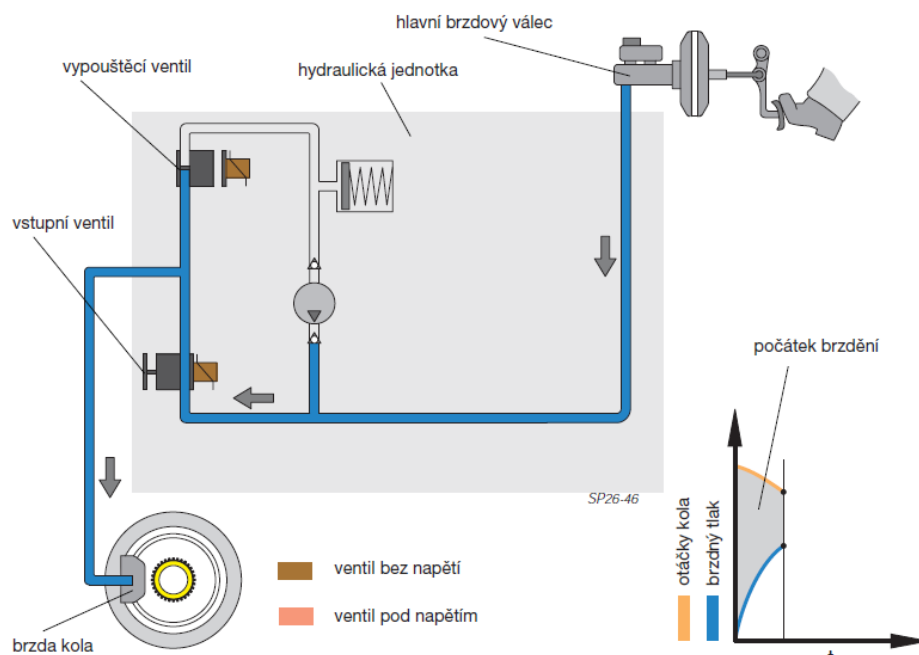 hlavní brzdový válec
vypouštěcí ventil
hydraulická jednotka
vstupní ventil
počátek brzdění
SP26-46
otáčky kola
brzdný tlak
ventil bez napětí
ventil pod napětím
brzda kola
t